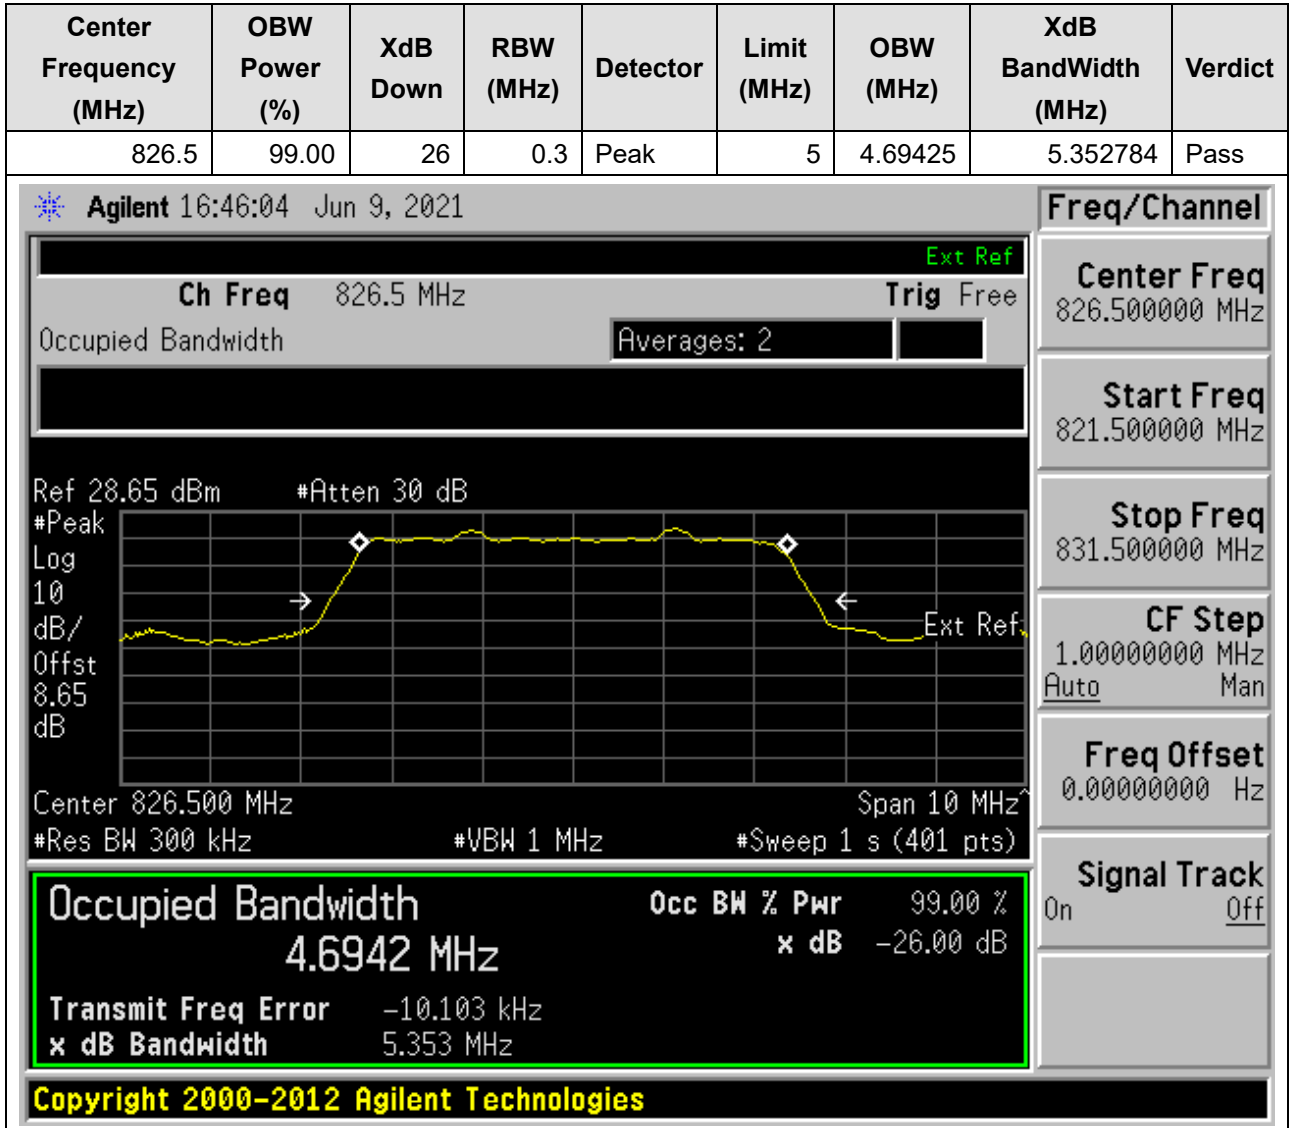 Center Frequency (MHz) OBW Power (%) XdB Down RBW (MHz) Detector Limit (MHz) OBW (MHz) XdB BandWidth (MHz) Verdict
826.5 99.00 26 0.3 Peak 5 4.69425 5.352784 Pass
Agilent 16:46:04 Jun 9, 2021
Ext Ref
Ch Freq 826.5 MHz Trig Free
Occupied Bandwidth Averages: 2
Ref 28.65 dBm #Atten 30 dB
#Peak
Log
10
dB/
Offst
8.65
dB
Ext Ref
Center 826.500 MHz Span 10 MHz^
#Res BW 300 kHz #VBW 1 MHz #Sweep 1 s (401 pts)
Occupied Bandwidth Occ BW % Pwr 99.00 %
4.6942 MHz x dB -26.00 dB
Transmit Freq Error -10.103 kHz
x dB Bandwidth 5.353 MHz
Copyright 2000-2012 Agilent Technologies
Freq/Channel
Center Freq
826.500000 MHz
Start Freq
821.500000 MHz
Stop Freq
831.500000 MHz
CF Step
1.00000000 MHz
Auto Man
Freq Offset
0.00000000 Hz
Signal Track
On Off